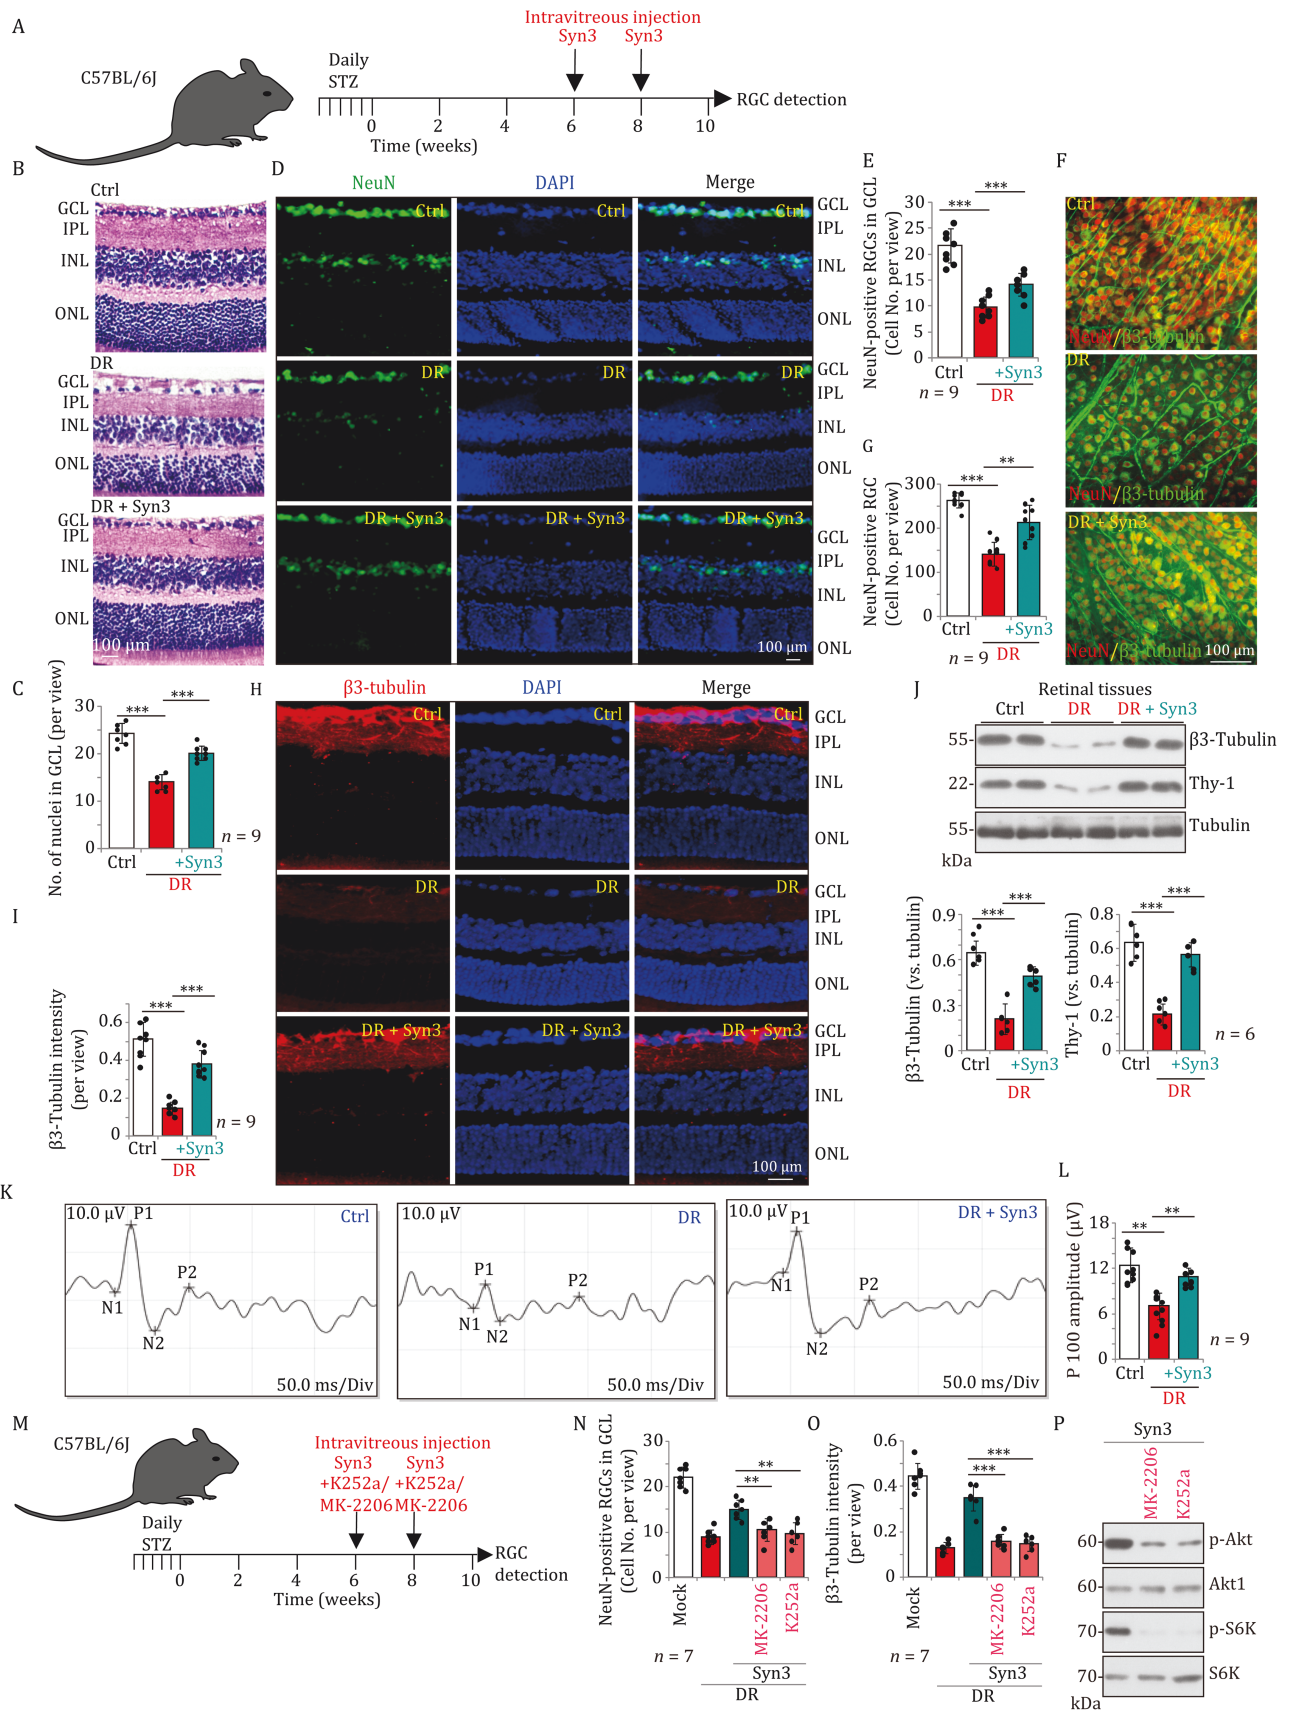 A
C57BL/6J
Daily
STZ
Intravitreous injection
Syn3 Syn3
0 2 4 6 8 10
Time (weeks)
RGC detection
B
Ctrl
GCL
IPL
INL
ONL
DR
GCL
IPL
INL
ONL
DR + Syn3
GCL
IPL
INL
ONL
100 μm
D
NeuN DAPI Merge
Ctrl Ctrl Ctrl
GCL
IPL
INL
ONL
DR DR DR
GCL
IPL
INL
ONL
DR + Syn3 DR + Syn3 DR + Syn3
GCL
IPL
INL
ONL
100 μm
E
NeuN-positive RGCs in GCL
(Cell No. per view)
30
25
20
15
10
5
0
*** ***
Ctrl +Syn3
n = 9 DR
F
Ctrl
NeuN/β3-tubulin
DR
NeuN/β3-tubulin
DR + Syn3
NeuN/β3-tubulin 100 μm
G
NeuN-positive RGC
(Cell No. per view)
300
200
100
0
*** **
Ctrl +Syn3
n = 9 DR
C
No. of nuclei in GCL (per view)
30
20
10
0
*** ***
Ctrl +Syn3
DR
n = 9
H
β3-tubulin DAPI Merge
Ctrl Ctrl Ctrl
GCL
IPL
INL
ONL
DR DR DR
GCL
IPL
INL
ONL
DR + Syn3 DR + Syn3 DR + Syn3
GCL
IPL
INL
ONL
100 μm
I
β3-Tubulin intensity
(per view)
0.6
0.4
0.2
0
*** ***
Ctrl +Syn3
DR
n = 9
J
Retinal tissues
Ctrl DR DR + Syn3
55- β3-Tubulin
22- Thy-1
55- Tubulin
kDa
β3-Tubulin (vs. tubulin)
0.9
0.6
0.3
0
*** ***
Ctrl +Syn3
DR
Thy-1 (vs. tubulin)
0.8
0.6
0.4
0.2
0
*** ***
Ctrl +Syn3
DR
n = 6
K
10.0 μV P1 Ctrl
N1 N2 P2
50.0 ms/Div
10.0 μV DR
P1 N1 N2 P2
50.0 ms/Div
10.0 μV P1 DR + Syn3
N1 N2 P2
50.0 ms/Div
L
P 100 amplitude (μV)
18
12
6
0
** **
Ctrl +Syn3
DR
n = 9
M
C57BL/6J
Daily
STZ
Intravitreous injection
Syn3 Syn3
+K252a/ +K252a/
MK-2206 MK-2206
0 2 4 6 8 10
Time (weeks)
RGC
detection
N
NeuN-positive RGCs in GCL
(Cell No. per view)
30
20
10
0
**
**
Mock MK-2206 K252a
n = 7
Syn3
DR
O
β3-Tubulin intensity
(per view)
0.6
0.4
0.2
0
***
***
Mock MK-2206 K252a
n = 7
Syn3
DR
P
Syn3
MK-2206 K252a
60- p-Akt
60- Akt1
70- p-S6K
70- S6K
kDa